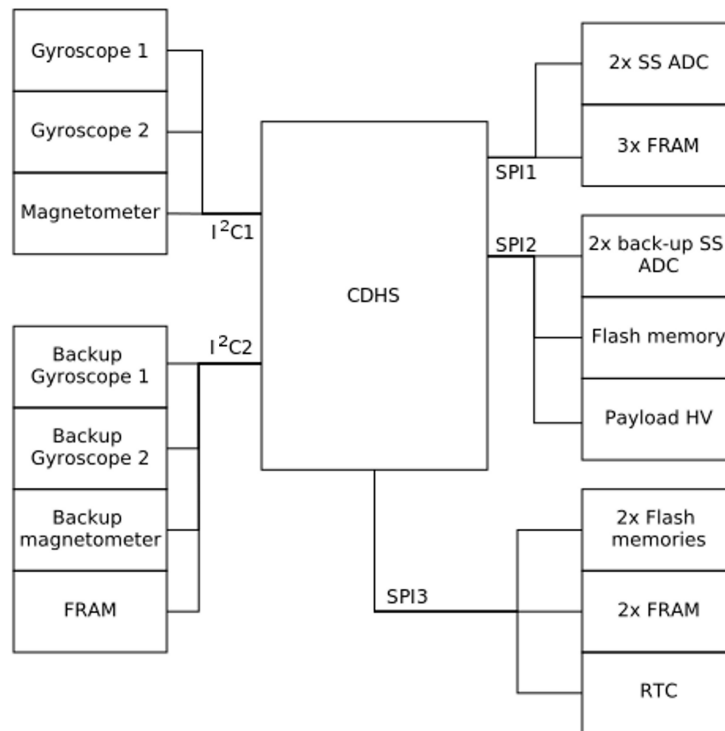 Gyroscope 1
Gyroscope 2
Magnetometer
I²C1
Backup
Gyroscope 1
Backup
Gyroscope 2
Backup
magnetometer
FRAM
I²C2
CDHS
SPI1
2x SS ADC
3x FRAM
SPI2
2x back-up SS
ADC
Flash memory
Payload HV
SPI3
2x Flash
memories
2x FRAM
RTC